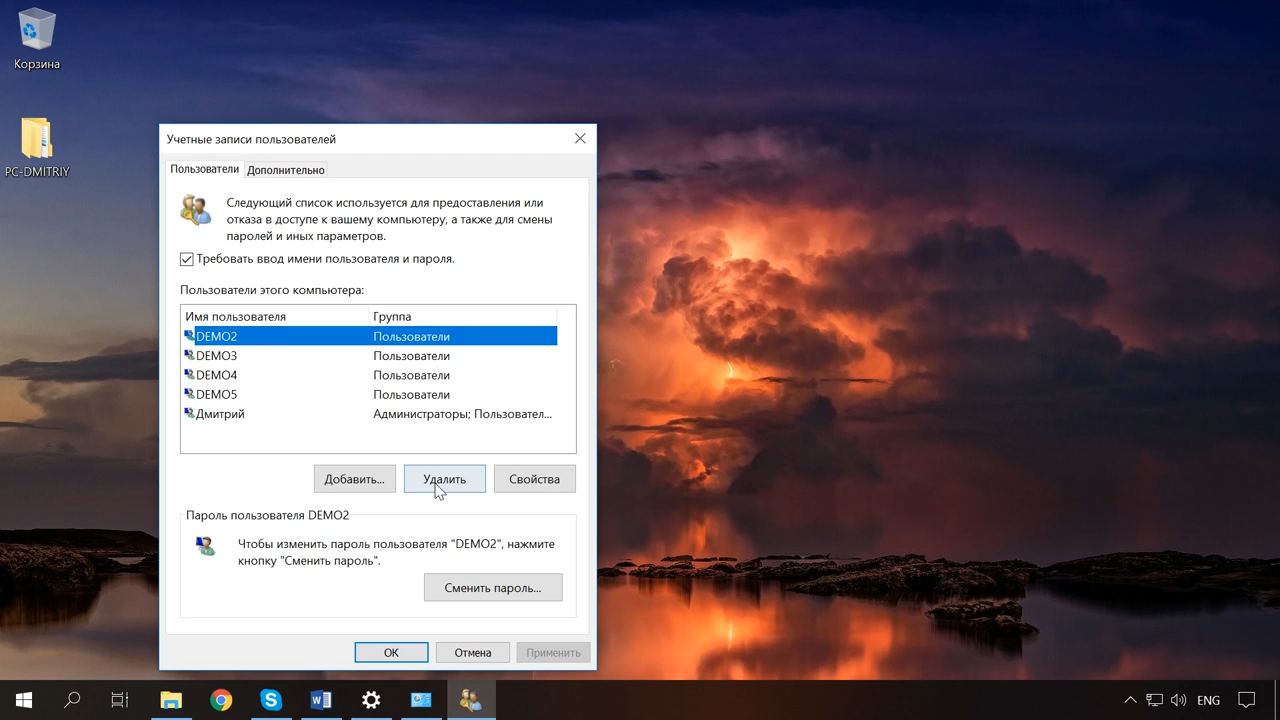 Корзина
PC-DMITRIY
Учетные записи пользователей
Пользователи
Дополнительно
Следующий список используется для предоставления или
отказа в доступе к вашему компьютеру, а также для смены
паролей и иных параметров.
Требовать ввод имени пользователя и пароля.
Пользователи этого компьютера:
Имя пользователя Группа
DEMO2 Пользователи
DEMO3 Пользователи
DEMO4 Пользователи
DEMO5 Пользователи
Дмитрий Администраторы; Пользовател...
Добавить... Удалить Свойства
Пароль пользователя DEMO2
Чтобы изменить пароль пользователя "DEMO2", нажмите
кнопку "Сменить пароль".
Сменить пароль...
ОК Отмена Применить
ENG